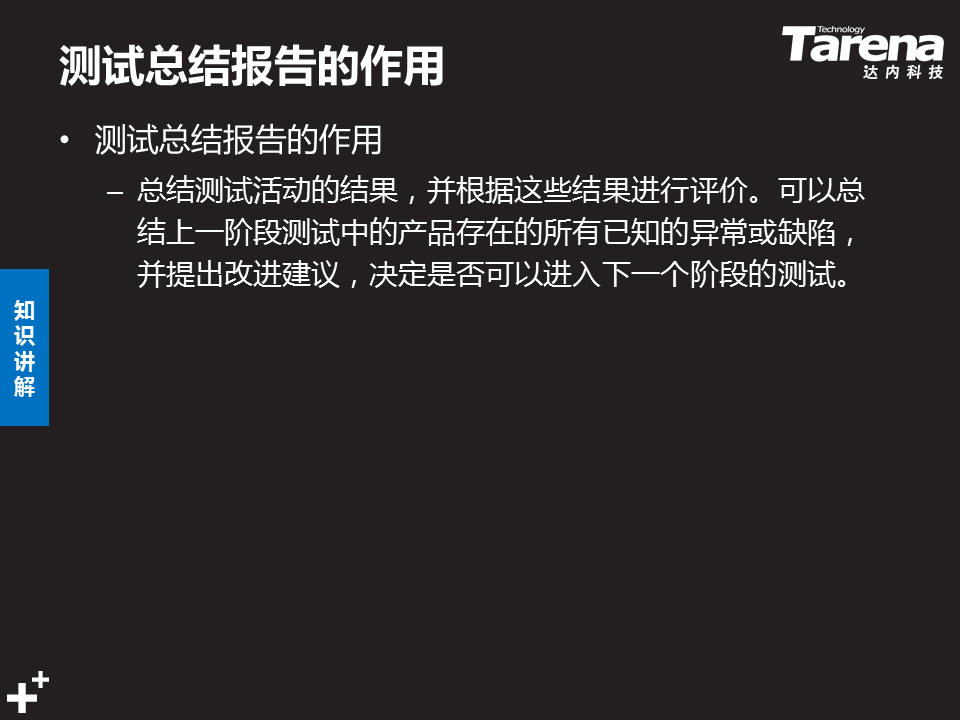 测试总结报告的作用
Technology
Tarena
达内科技
• 测试总结报告的作用
– 总结测试活动的结果，并根据这些结果进行评价。可以总
结上一阶段测试中的产品存在的所有已知的异常或缺陷，
并提出改进建议，决定是否可以进入下一个阶段的测试。
知
识
讲
解